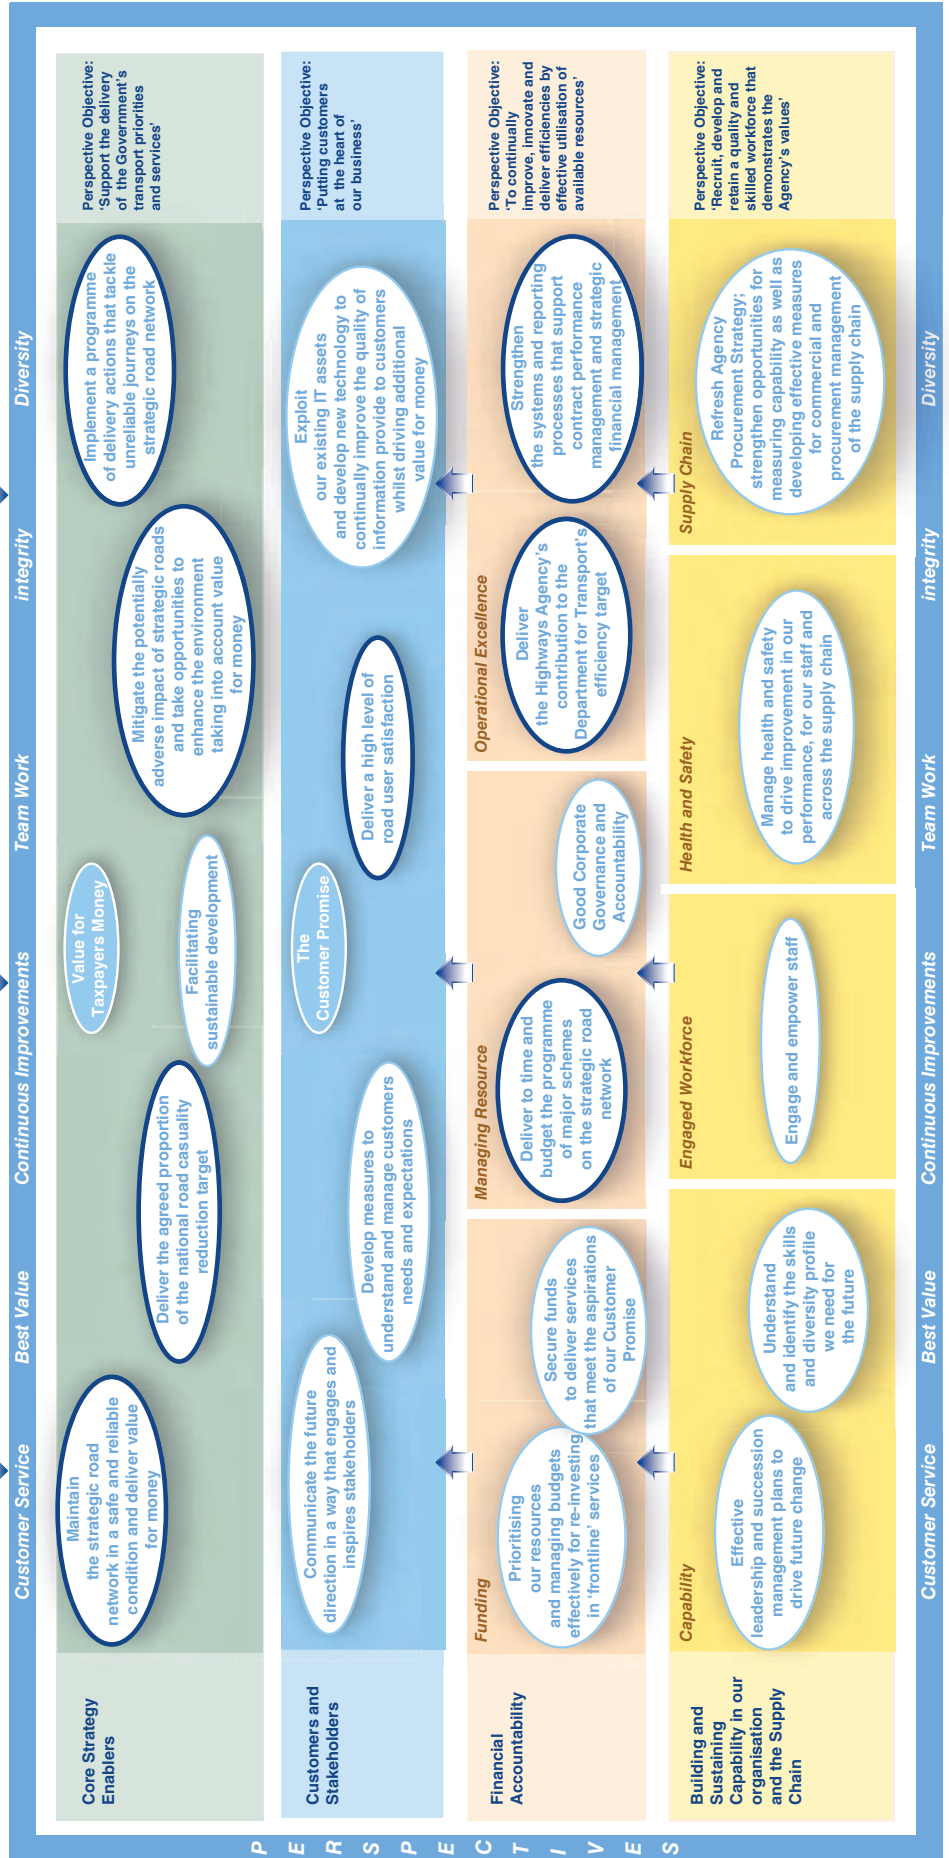 Customer Service
Best Value
Continuous Improvements
Team Work
integrity
Diversity
P
E
R
S
P
E
C
T
I
V
E
S
Core Strategy
Enablers
Maintain
the strategic road
network in a safe and reliable
condition and deliver value
for money
Deliver the agreed proportion
of the national road casualty
reduction target
Value for
Taxpayers Money
Facilitating
sustainable development
Mitigate the potentially
adverse impact of strategic roads
and take opportunities to
enhance the environment
taking into account value
for money
Implement a programme
of delivery actions that tackle
unreliable journeys on the
strategic road network
Perspective Objective:
‘Support the delivery
of the Government’s
transport priorities
and services’
Customers and
Stakeholders
Communicate the future
direction in a way that engages and
inspires stakeholders
Develop measures to
understand and manage customers
needs and expectations
The
Customer Promise
Deliver a high level of
road user satisfaction
Exploit
our existing IT assets
and develop new technology to
continually improve the quality of
information provide to customers
whilst driving additional
value for money
Perspective Objective:
‘Putting customers
at the heart of
our business’
Financial
Accountability
Funding
Prioritising
our resources
and managing budgets
effectively for re-investing
in ‘frontline’ services
Secure funds
to deliver services
that meet the aspirations
of our Customer
Promise
Managing Resource
Deliver to time and
budget the programme
of major schemes
on the strategic road
network
Good Corporate
Governance and
Accountability
Operational Excellence
Deliver
the Highways Agency’s
contribution to the
Department for Transport’s
efficiency target
Strengthen
the systems and reporting
processes that support
contract performance
management and strategic
financial management
Perspective Objective:
‘To continually
improve, innovate and
deliver efficiencies by
effective utilisation of
available resources’
Building and
Sustaining
Capability in our
organisation
and the Supply
Chain
Capability
Effective
leadership and succession
management plans to
drive future change
Understand
and identify the skills
and diversity profile
we need for
the future
Engaged Workforce
Engage and empower staff
Health and Safety
Manage health and safety
to drive improvement in our
performance, for our staff and
across the supply chain
Supply Chain
Refresh Agency
Procurement Strategy;
strengthen opportunities for
measuring capability as well as
developing effective measures
for commercial and
procurement management
of the supply chain
Perspective Objective:
‘Recruit, develop and
retain a quality and
skilled workforce that
demonstrates the
Agency’s values’
Customer Service
Best Value
Continuous Improvements
Team Work
integrity
Diversity